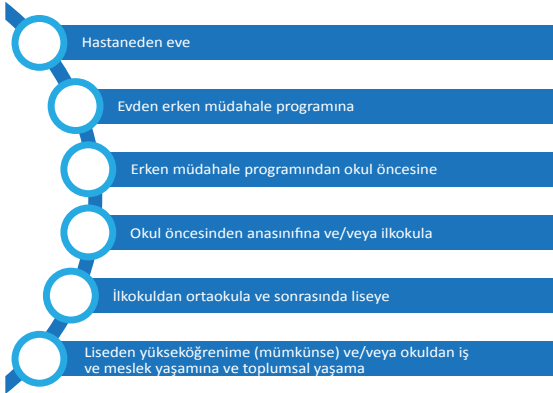 Hastaneden eve
Evden erken müdahale programına
Erken müdahale programından okul öncesine
Okul öncesinden anasınıfına ve/veya ilkokula
İlkokuldan ortaokula ve sonrasında liseye
Liseden yükseköğrenime (mümkünse) ve/veya okuldan iş
ve meslek yaşamına ve toplumsal yaşama